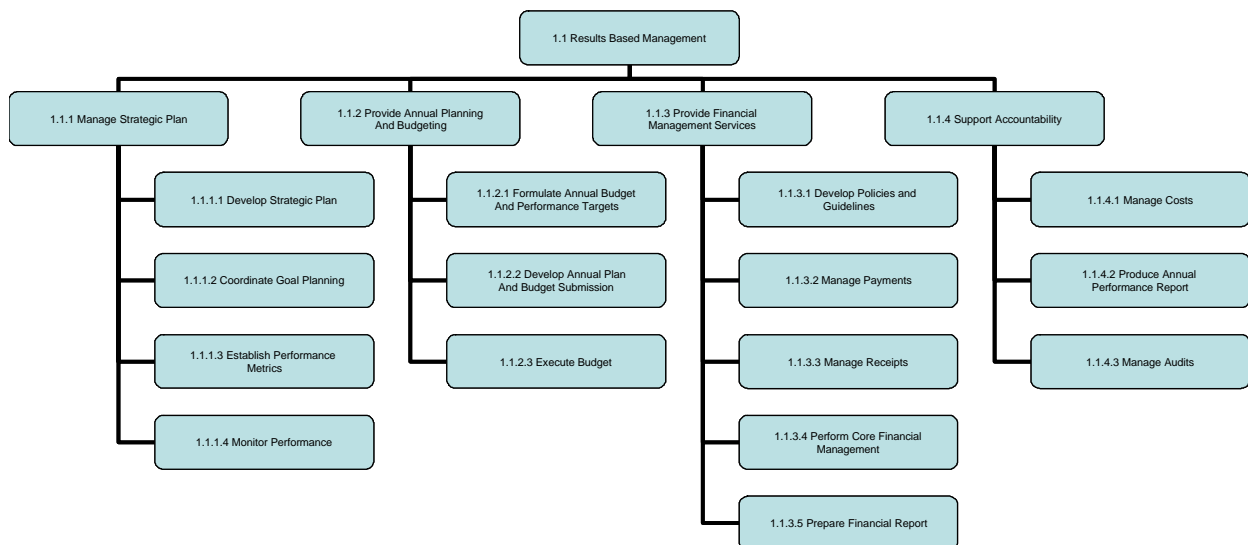 1.1 Results Based Management
1.1.1 Manage Strategic Plan
1.1.2 Provide Annual Planning
And Budgeting
1.1.3 Provide Financial
Management Services
1.1.4 Support Accountability
1.1.1.1 Develop Strategic Plan
1.1.1.2 Coordinate Goal Planning
1.1.1.3 Establish Performance
Metrics
1.1.1.4 Monitor Performance
1.1.2.1 Formulate Annual Budget
And Performance Targets
1.1.2.2 Develop Annual Plan
And Budget Submission
1.1.2.3 Execute Budget
1.1.3.1 Develop Policies and
Guidelines
1.1.3.2 Manage Payments
1.1.3.3 Manage Receipts
1.1.3.4 Perform Core Financial
Management
1.1.3.5 Prepare Financial Report
1.1.4.1 Manage Costs
1.1.4.2 Produce Annual
Performance Report
1.1.4.3 Manage Audits